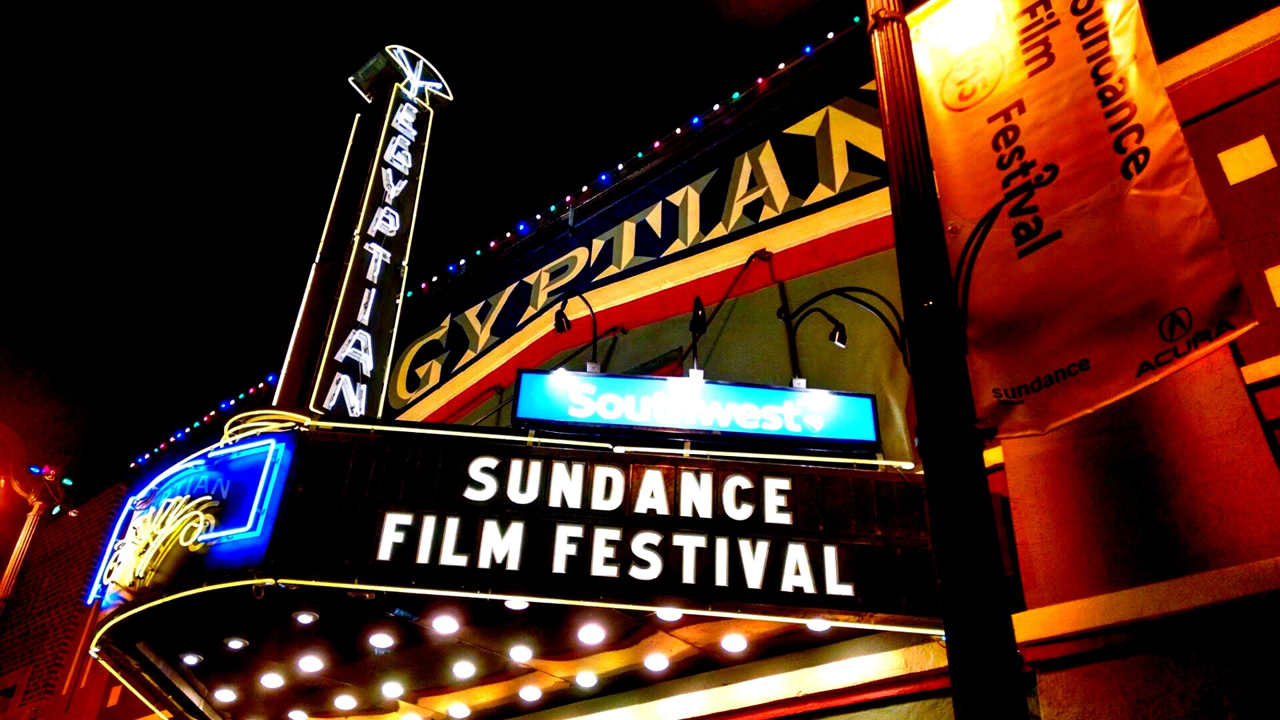 EGYPTIAN
GYPTIAN
Southwest
SUNDANCE
FILM FESTIVAL
Sundance
Film
Festival
sundance
ACURA